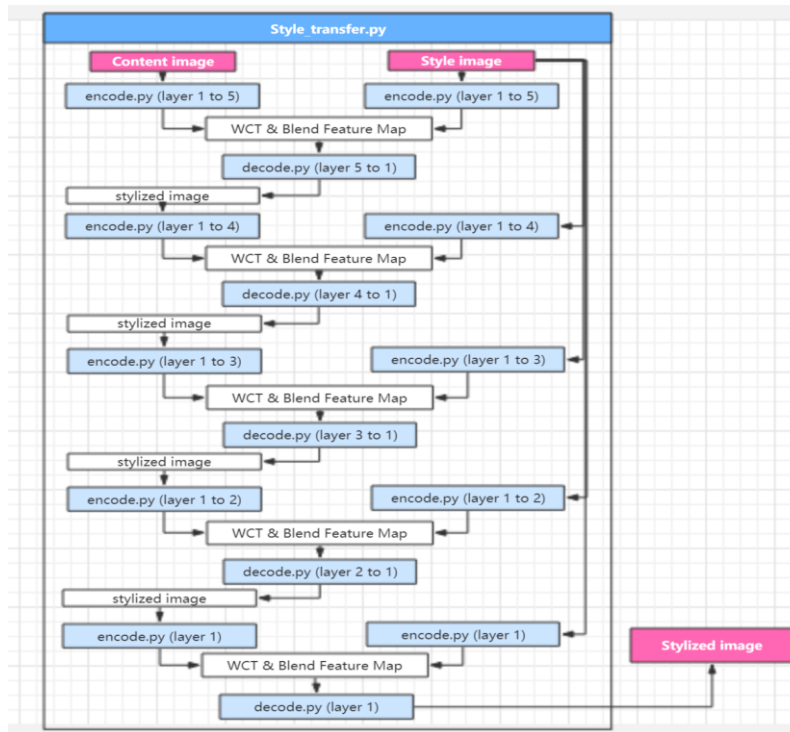 Style_transfer.py
Content image
Style image
encode.py (layer 1 to 5)
encode.py (layer 1 to 5)
WCT & Blend Feature Map
decode.py (layer 5 to 1)
stylized image
encode.py (layer 1 to 4)
encode.py (layer 1 to 4)
WCT & Blend Feature Map
decode.py (layer 4 to 1)
stylized image
encode.py (layer 1 to 3)
encode.py (layer 1 to 3)
WCT & Blend Feature Map
decode.py (layer 3 to 1)
stylized image
encode.py (layer 1 to 2)
encode.py (layer 1 to 2)
WCT & Blend Feature Map
decode.py (layer 2 to 1)
stylized image
encode.py (layer 1)
encode.py (layer 1)
WCT & Blend Feature Map
decode.py (layer 1)
Stylized image